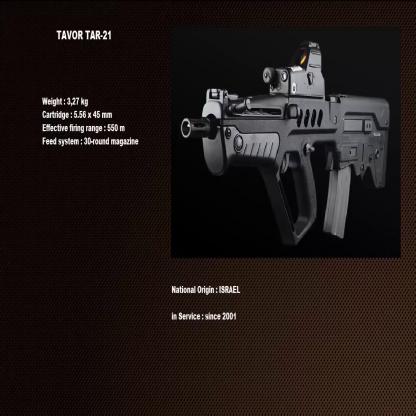 TAVOR TAR-21
Weight : 3,27 kg
Cartridge : 5.56 x 45 mm
Effective firing range : 550 m
Feed system : 30-round magazine
National Origin : ISRAEL
in Service : since 2001